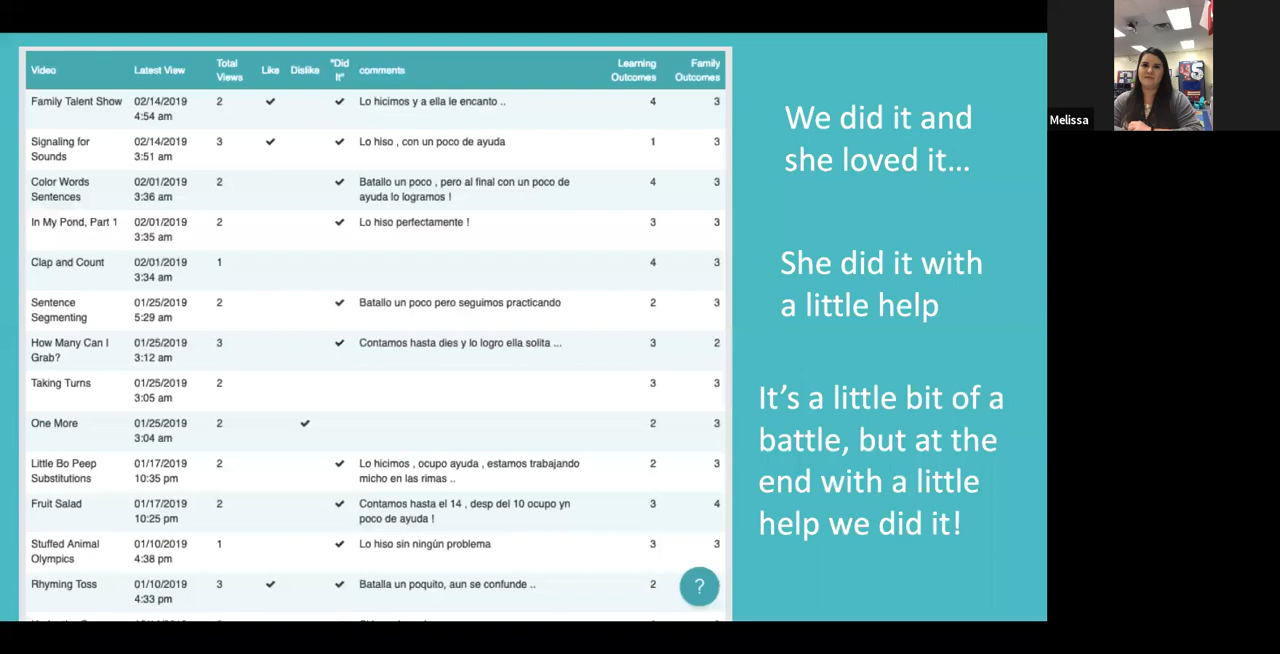 Video Latest View Total Views Like Dislike "Did It" comments Learning Outcomes Family Outcomes
Family Talent Show 02/14/2019 4:54 am 2 ✔ ✔ Lo hicimos y a ella le encanto .. 4 3
Signaling for Sounds 02/14/2019 3:51 am 3 ✔ ✔ Lo hiso , con un poco de ayuda 1 3
Color Words Sentences 02/01/2019 3:36 am 2 ✔ Batallo un poco , pero al final con un poco de ayuda lo logramos ! 4 3
In My Pond, Part 1 02/01/2019 3:35 am 2 ✔ Lo hiso perfectamente ! 3 3
Clap and Count 02/01/2019 3:34 am 1 4 3
Sentence Segmenting 01/25/2019 5:29 am 2 ✔ Batallo un poco pero seguimos practicando 2 3
How Many Can I Grab? 01/25/2019 3:12 am 3 ✔ Contamos hasta dies y lo logro ella solita ... 3 2
Taking Turns 01/25/2019 3:05 am 2 3 3
One More 01/25/2019 3:04 am 2 ✔ 2 3
Little Bo Peep Substitutions 01/17/2019 10:35 pm 2 ✔ Lo hicimos , ocupo ayuda , estamos trabajando micho en las rimas .. 2 3
Fruit Salad 01/17/2019 10:25 pm 2 ✔ Contamos hasta el 14 , desp del 10 ocupo yn poco de ayuda ! 3 4
Stuffed Animal Olympics 01/10/2019 4:38 pm 1 ✔ Lo hiso sin ningún problema 3 3
Rhyming Toss 01/10/2019 4:33 pm 3 ✔ ✔ Batalla un poquito, aun se confunde .. 2
?
We did it and
she loved it...
She did it with
a little help
It's a little bit of a
battle, but at the
end with a little
help we did it!
Melissa